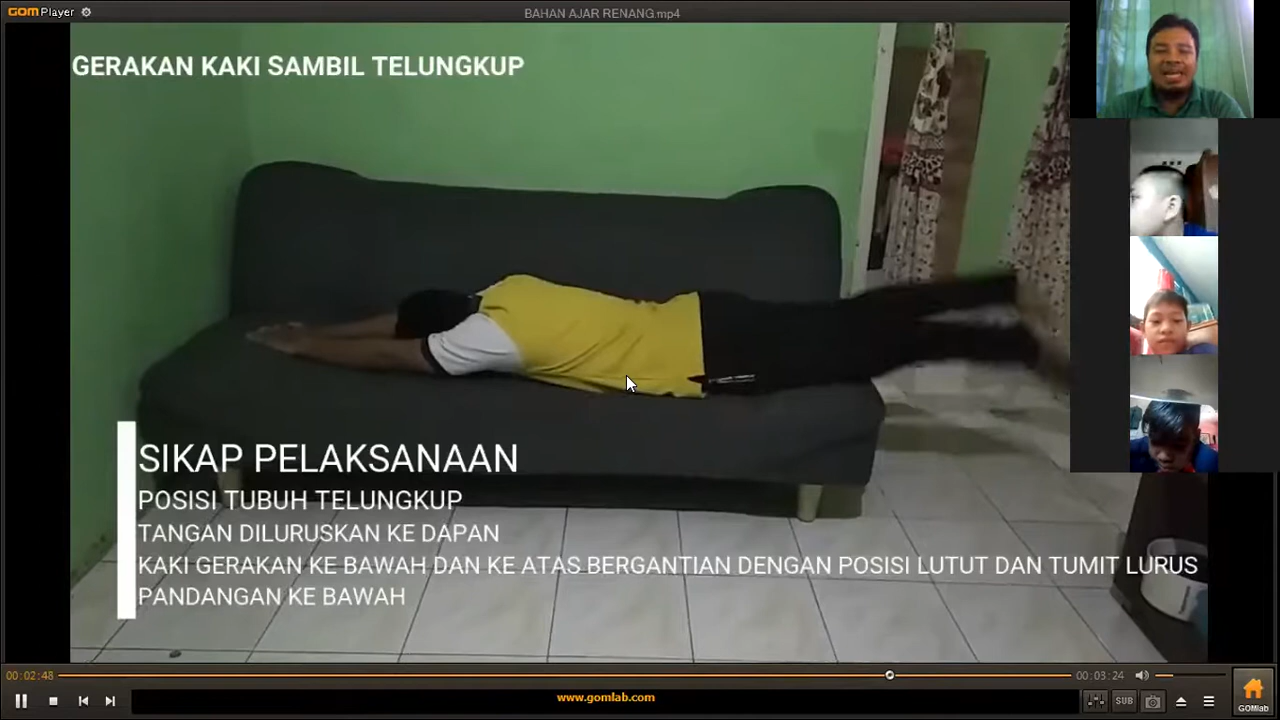 GOM Player
BAHAN AJAR RENANG.mp4
GERAKAN KAKI SAMBIL TELUNGKUP
SIKAP PELAKSANAAN
POSISI TUBUH TELUNGKUP
TANGAN DILURUSKAN KE DAPAN
KAKI GERAKAN KE BAWAH DAN KE ATAS BERGANTIAN DENGAN POSISI LUTUT DAN TUMIT LURUS
PANDANGAN KE BAWAH
00:02:48
00:03:24
www.gomlab.com
SUB
GOMlab